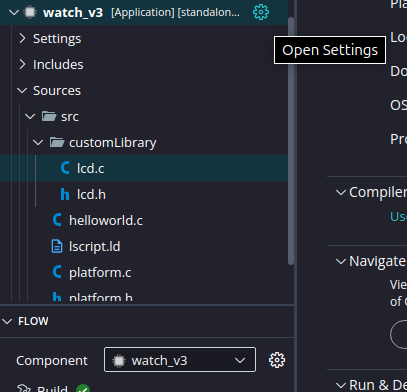 watch_v3 [Application] [standalon...
Settings
Includes
Sources
src
customLibrary
C lcd.c
h lcd.h
C helloworld.c
lscript.ld
C platform.c
h platform.h
FLOW
Component watch_v3
Build
Open Settings
Pla
Lo
Do
OS
Pro
Compiler
Use
Navigate
Vie
of C
Run & De